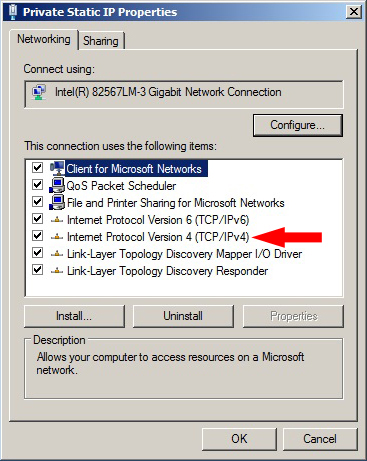 Private Static IP Properties
Networking
Sharing
Connect using:
Intel(R) 82567LM-3 Gigabit Network Connection
Configure...
This connection uses the following items:
Client for Microsoft Networks
QoS Packet Scheduler
File and Printer Sharing for Microsoft Networks
Internet Protocol Version 6 (TCP/IPv6)
Internet Protocol Version 4 (TCP/IPv4)
Link-Layer Topology Discovery Mapper I/O Driver
Link-Layer Topology Discovery Responder
Install...
Uninstall
Properties
Description
Allows your computer to access resources on a Microsoft
network.
OK
Cancel